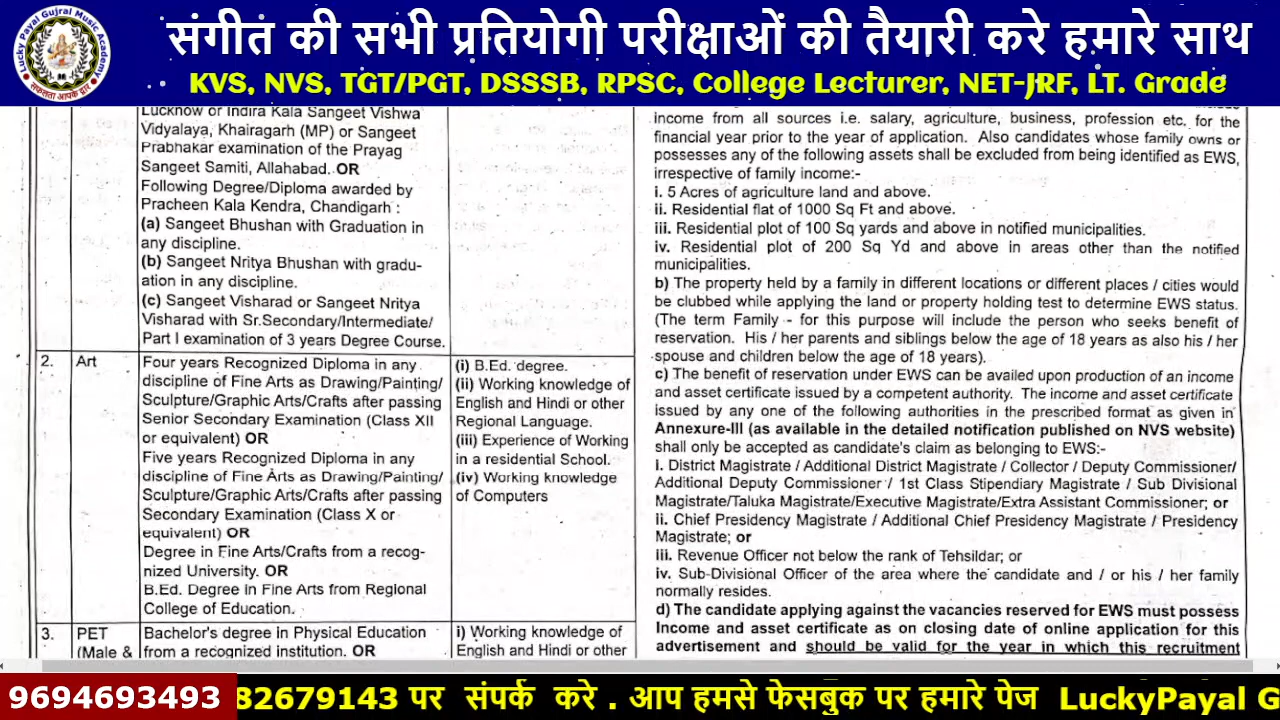 Lucky Payal Gujral Music Academy
सफलता आपके द्वार
संगीत की सभी प्रतियोगी परीक्षाओं की तैयारी करे हमारे साथ
KVS, NVS, TGT/PGT, DSSSB, RPSC, College Lecturer, NET-JRF, LT. Grade
Lucknow or Indira Kala Sangeet Vishwa
Vidyalaya, Khairagarh (MP) or Sangeet
Prabhakar examination of the Prayag
Sangeet Samiti, Allahabad. OR
Following Degree/Diploma awarded by
Pracheen Kala Kendra, Chandigarh :
(a) Sangeet Bhushan with Graduation in
any discipline.
(b) Sangeet Nritya Bhushan with gradu-
ation in any discipline.
(c) Sangeet Visharad or Sangeet Nritya
Visharad with Sr.Secondary/Intermediate/
Part I examination of 3 years Degree Course.
2. Art
Four years Recognized Diploma in any
discipline of Fine Arts as Drawing/Painting/
Sculpture/Graphic Arts/Crafts after passing
Senior Secondary Examination (Class XII
or equivalent) OR
Five years Recognized Diploma in any
discipline of Fine Arts as Drawing/Painting/
Sculpture/Graphic Arts/Crafts after passing
Secondary Examination (Class X or
equivalent) OR
Degree in Fine Arts/Crafts from a recog-
nized University. OR
B.Ed. Degree in Fine Arts from Regional
College of Education.
(i) B.Ed. degree.
(ii) Working knowledge of
English and Hindi or other
Regional Language.
(iii) Experience of Working
in a residential School.
(iv) Working knowledge
of Computers
3. PET
(Male &
Bachelor's degree in Physical Education
from a recognized institution. OR
i) Working knowledge of
English and Hindi or other
income from all sources i.e. salary, agriculture, business, profession etc. for the
financial year prior to the year of application. Also candidates whose family owns or
possesses any of the following assets shall be excluded from being identified as EWS,
irrespective of family income:-
i. 5 Acres of agriculture land and above.
ii. Residential flat of 1000 Sq Ft and above.
iii. Residential plot of 100 Sq yards and above in notified municipalities.
iv. Residential plot of 200 Sq Yd and above in areas other than the notified
municipalities.
b) The property held by a family in different locations or different places / cities would
be clubbed while applying the land or property holding test to determine EWS status.
(The term Family - for this purpose will include the person who seeks benefit of
reservation. His / her parents and siblings below the age of 18 years as also his / her
spouse and children below the age of 18 years).
c) The benefit of reservation under EWS can be availed upon production of an income
and asset certificate issued by a competent authority. The income and asset certificate
issued by any one of the following authorities in the prescribed format as given in
Annexure-III (as available in the detailed notification published on NVS website)
shall only be accepted as candidate's claim as belonging to EWS:-
i. District Magistrate / Additional District Magistrate / Collector / Deputy Commissioner/
Additional Deputy Commissioner / 1st Class Stipendiary Magistrate / Sub Divisional
Magistrate/Taluka Magistrate/Executive Magistrate/Extra Assistant Commissioner; or
ii. Chief Presidency Magistrate / Additional Chief Presidency Magistrate / Presidency
Magistrate; or
iii. Revenue Officer not below the rank of Tehsildar; or
iv. Sub-Divisional Officer of the area where the candidate and / or his / her family
normally resides.
d) The candidate applying against the vacancies reserved for EWS must possess
Income and asset certificate as on closing date of online application for this
advertisement and should be valid for the year in which this recruitment
9694693493 82679143 पर संपर्क करे . आप हमसे फेसबुक पर हमारे पेज LuckyPayal G